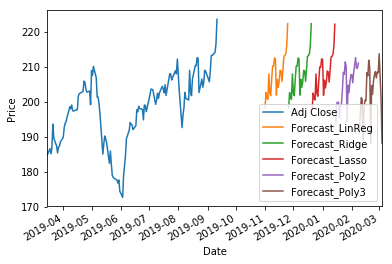 220
210
200
190
180
170
Price
2019-04
2019-05
2019-06
2019-07
2019-08
2019-09
2019-10
2019-11
2019-12
2020-01
2020-02
2020-03
Date
Adj Close
Forecast_LinReg
Forecast_Ridge
Forecast_Lasso
Forecast_Poly2
Forecast_Poly3